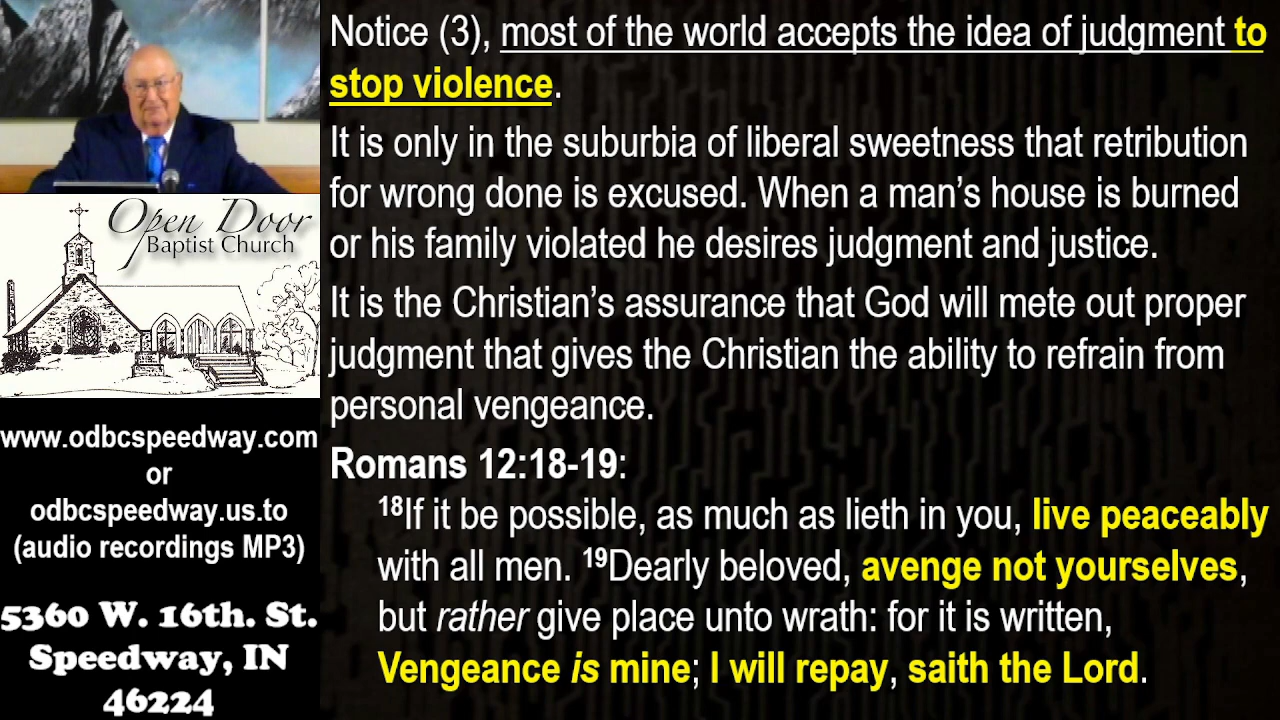 Open Door
Baptist Church
www.odbcspeedway.com
or
odbcspeedway.us.to
(audio recordings MP3)
5360 W. 16th. St.
Speedway, IN
46224
Notice (3), most of the world accepts the idea of judgment to
stop violence.
It is only in the suburbia of liberal sweetness that retribution
for wrong done is excused. When a man’s house is burned
or his family violated he desires judgment and justice.
It is the Christian’s assurance that God will mete out proper
judgment that gives the Christian the ability to refrain from
personal vengeance.
Romans 12:18-19:
18If it be possible, as much as lieth in you, live peaceably
with all men. 19Dearly beloved, avenge not yourselves,
but rather give place unto wrath: for it is written,
Vengeance is mine; I will repay, saith the Lord.